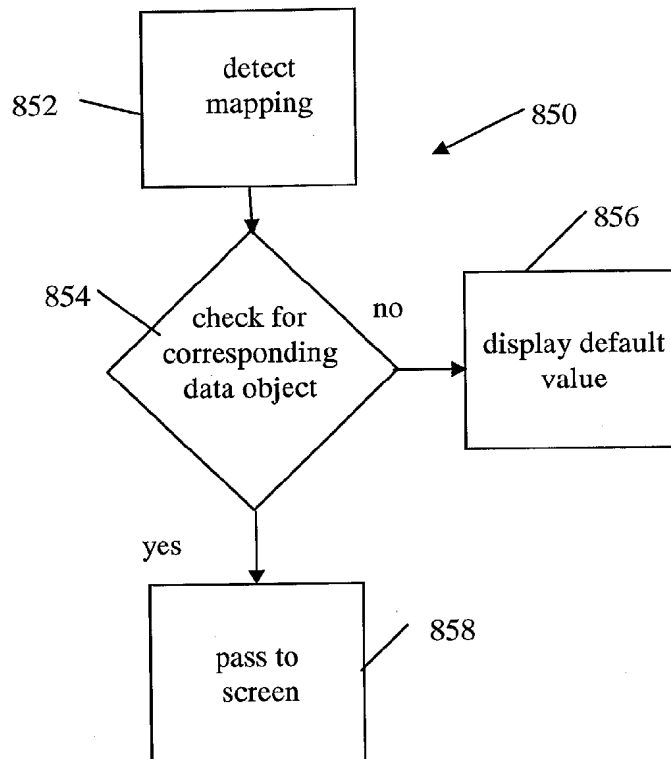 detect
mapping
852
850
856
854
check for
corresponding
data object
no
display default
value
yes
pass to
screen
858